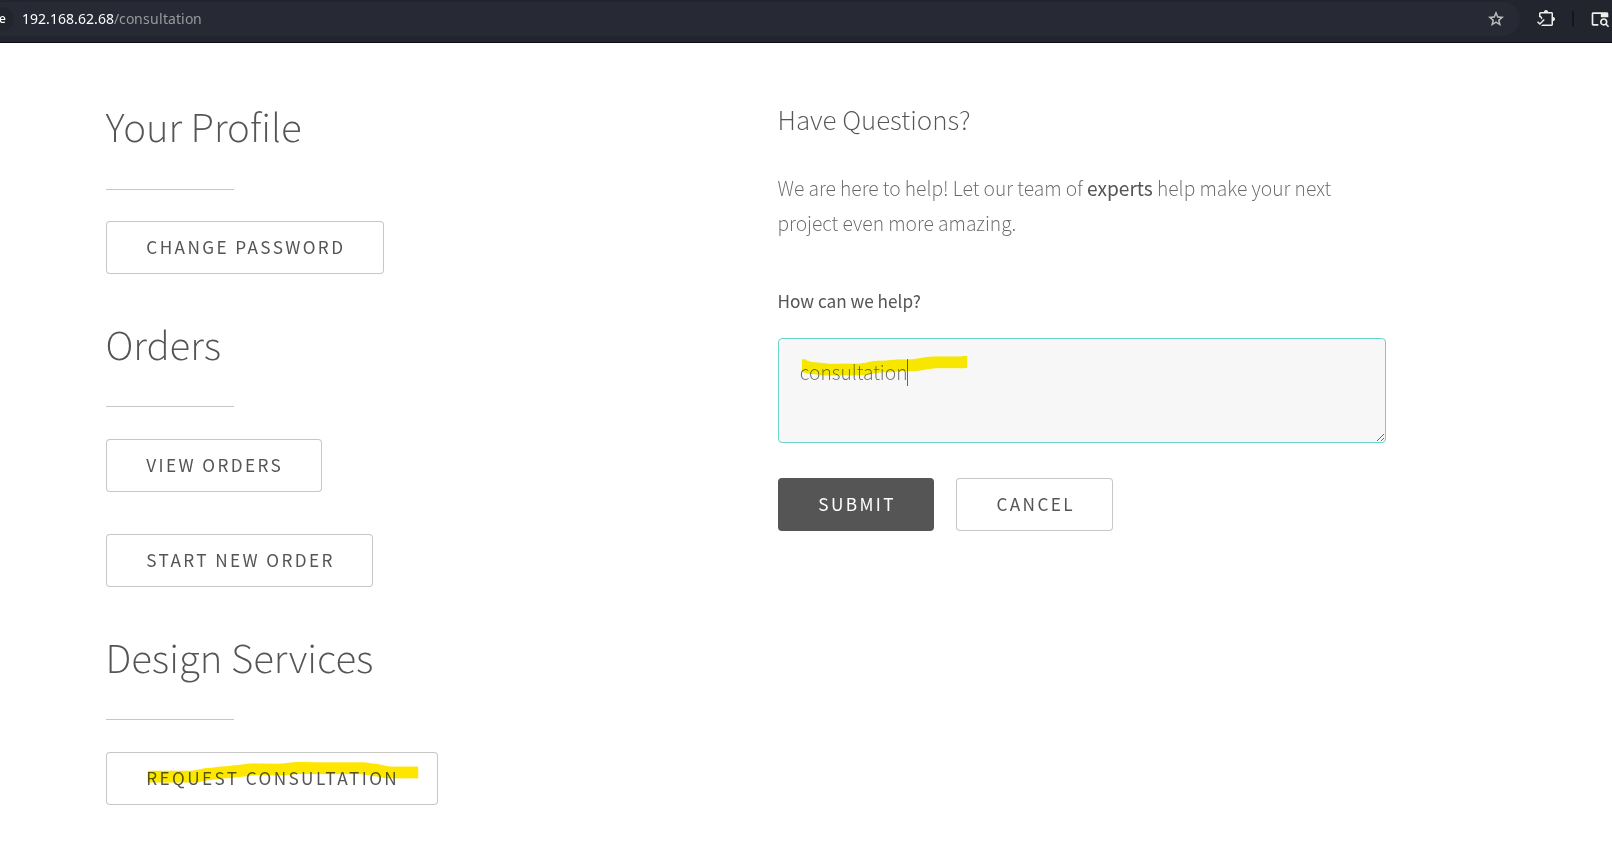 e 192.168.62.68/consultation
Your Profile
CHANGE PASSWORD
Orders
VIEW ORDERS
START NEW ORDER
Design Services
REQUEST CONSULTATION
Have Questions?
We are here to help! Let our team of experts help make your next
project even more amazing.
How can we help?
consultation
SUBMIT CANCEL